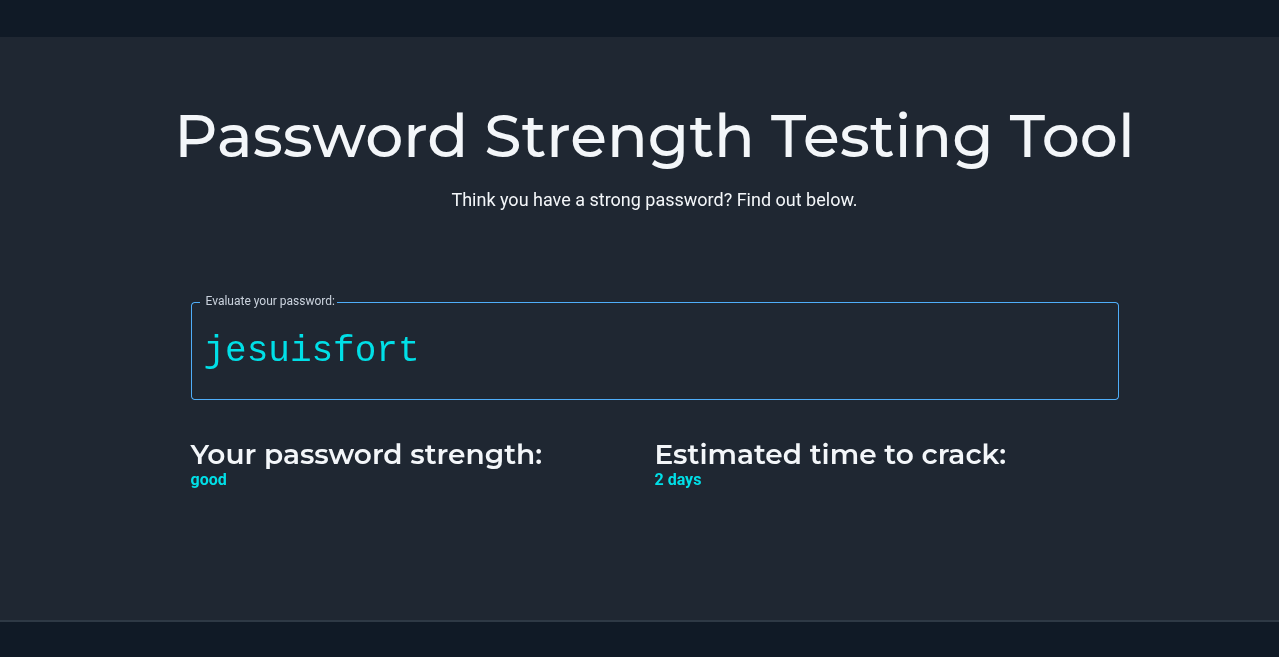 Password Strength Testing Tool
Think you have a strong password? Find out below.
Evaluate your password:
jesuisfort
Your password strength:
good
Estimated time to crack:
2 days